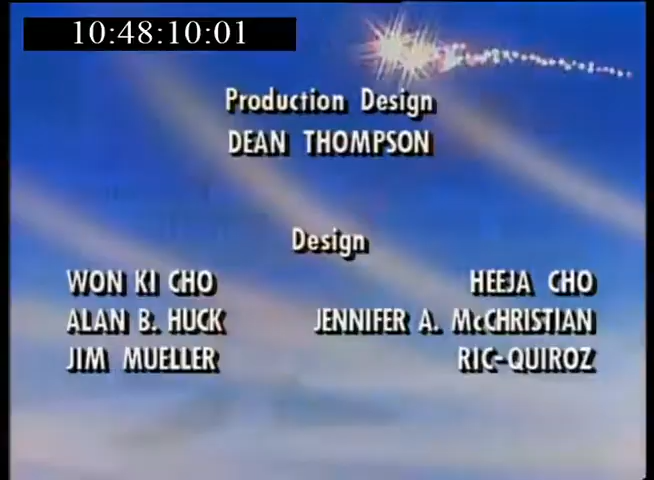 10:48:10:01
Production Design
DEAN THOMPSON
Design
WON KI CHO HEEJA CHO
ALAN B. HUCK JENNIFER A. McCHRISTIAN
JIM MUELLER RIC-QUIROZ